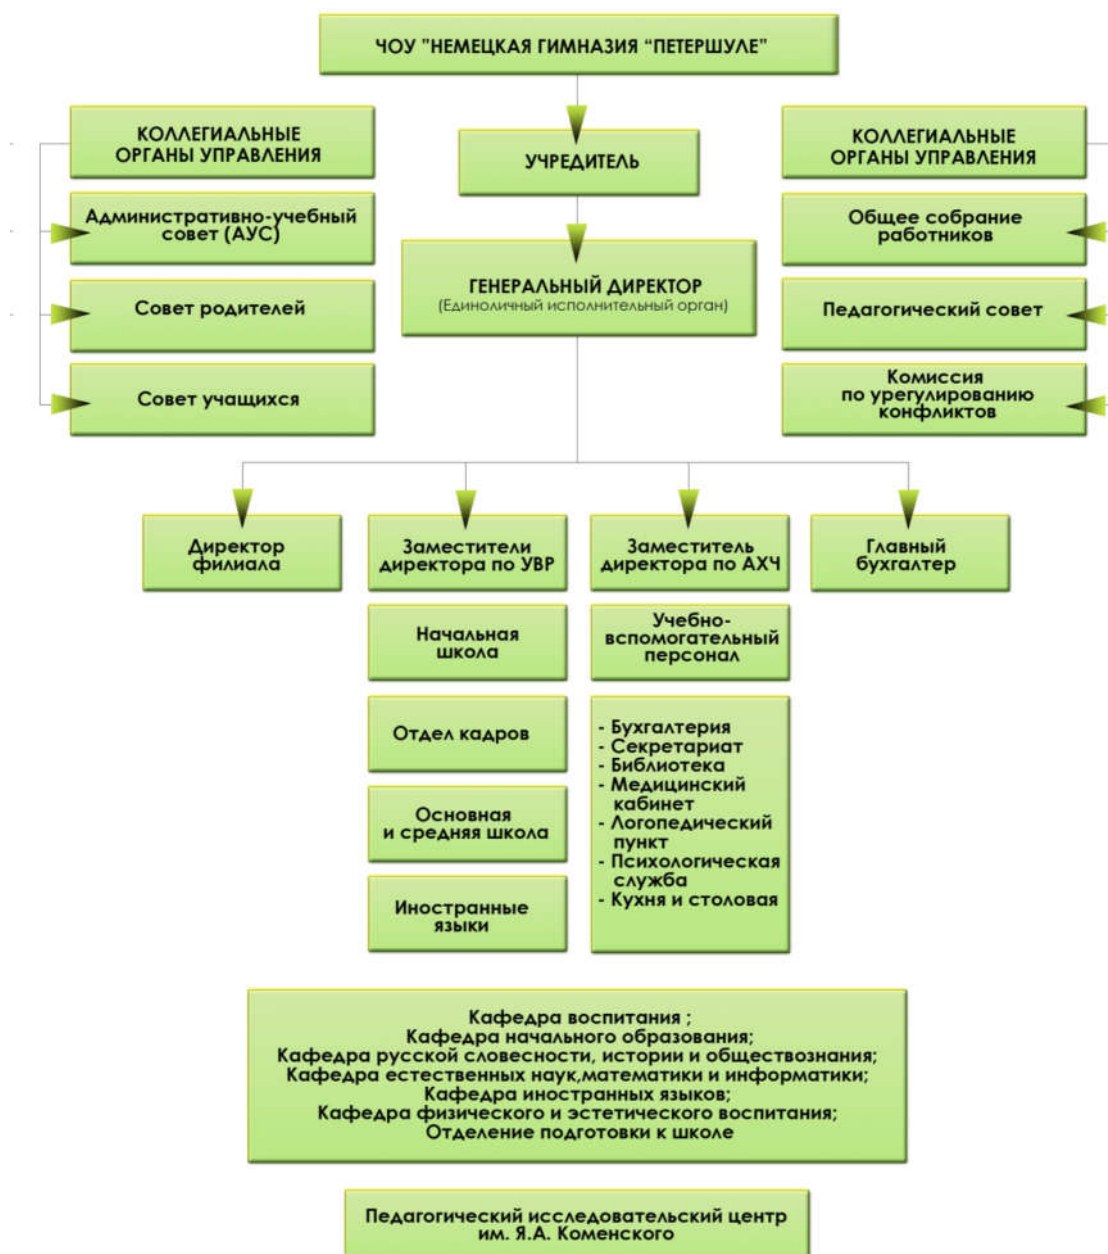 ЧОУ "НЕМЕЦКАЯ ГИМНАЗИЯ “ПЕТЕРШУЛЕ”
КОЛЛЕГИАЛЬНЫЕ
ОРГАНЫ УПРАВЛЕНИЯ
Административно-учебный
совет (АУС)
Совет родителей
Совет учащихся
УЧРЕДИТЕЛЬ
ГЕНЕРАЛЬНЫЙ ДИРЕКТОР
(Единоличный исполнительный орган)
КОЛЛЕГИАЛЬНЫЕ
ОРГАНЫ УПРАВЛЕНИЯ
Общее собрание
работников
Педагогический совет
Комиссия
по урегулированию
конфликтов
Директор
филиала
Заместители
директора по УВР
Начальная
школа
Отдел кадров
Основная
и средняя школа
Иностранные
языки
Заместитель
директора по АХЧ
Учебно-
вспомогательный
персонал
- Бухгалтерия
- Секретариат
- Библиотека
- Медицинский
кабинет
- Логопедический
пункт
- Психологическая
служба
- Кухня и столовая
Главный
бухгалтер
Кафедра воспитания ;
Кафедра начального образования;
Кафедра русской словесности, истории и обществознания;
Кафедра естественных наук,математики и информатики;
Кафедра иностранных языков;
Кафедра физического и эстетического воспитания;
Отделение подготовки к школе
Педагогический исследовательский центр
им. Я.А. Коменского